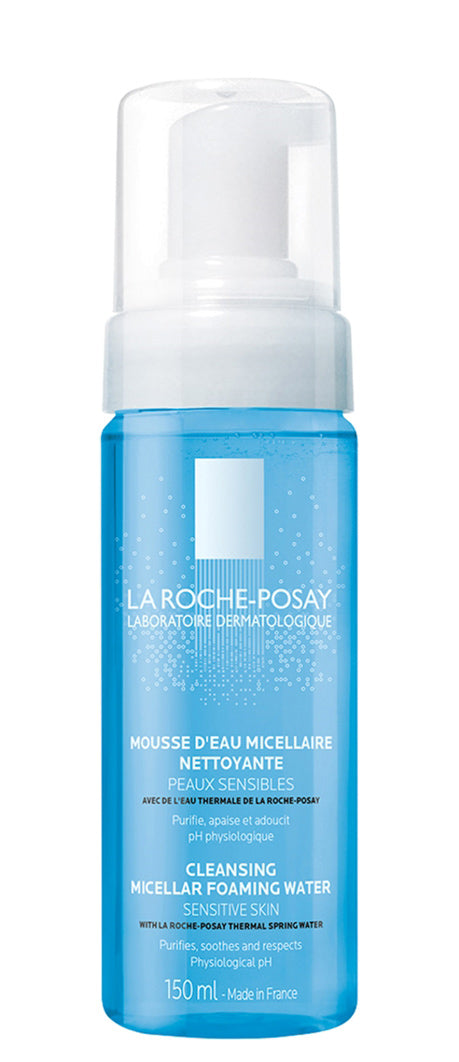 LA ROCHE-POSAY
LABORATOIRE DERMATOLOGIQUE
MOUSSE D'EAU MICELLAIRE
NETTOYANTE
PEAUX SENSIBLES
AVEC DE L'EAU THERMALE DE LA ROCHE-POSAY
Purifie, apaise et adoucit
pH physiologique
CLEANSING
MICELLAR FOAMING WATER
SENSITIVE SKIN
WITH LA ROCHE-POSAY THERMAL SPRING WATER
Purifies, soothes and respects
Physiological pH
150 ml - Made in France